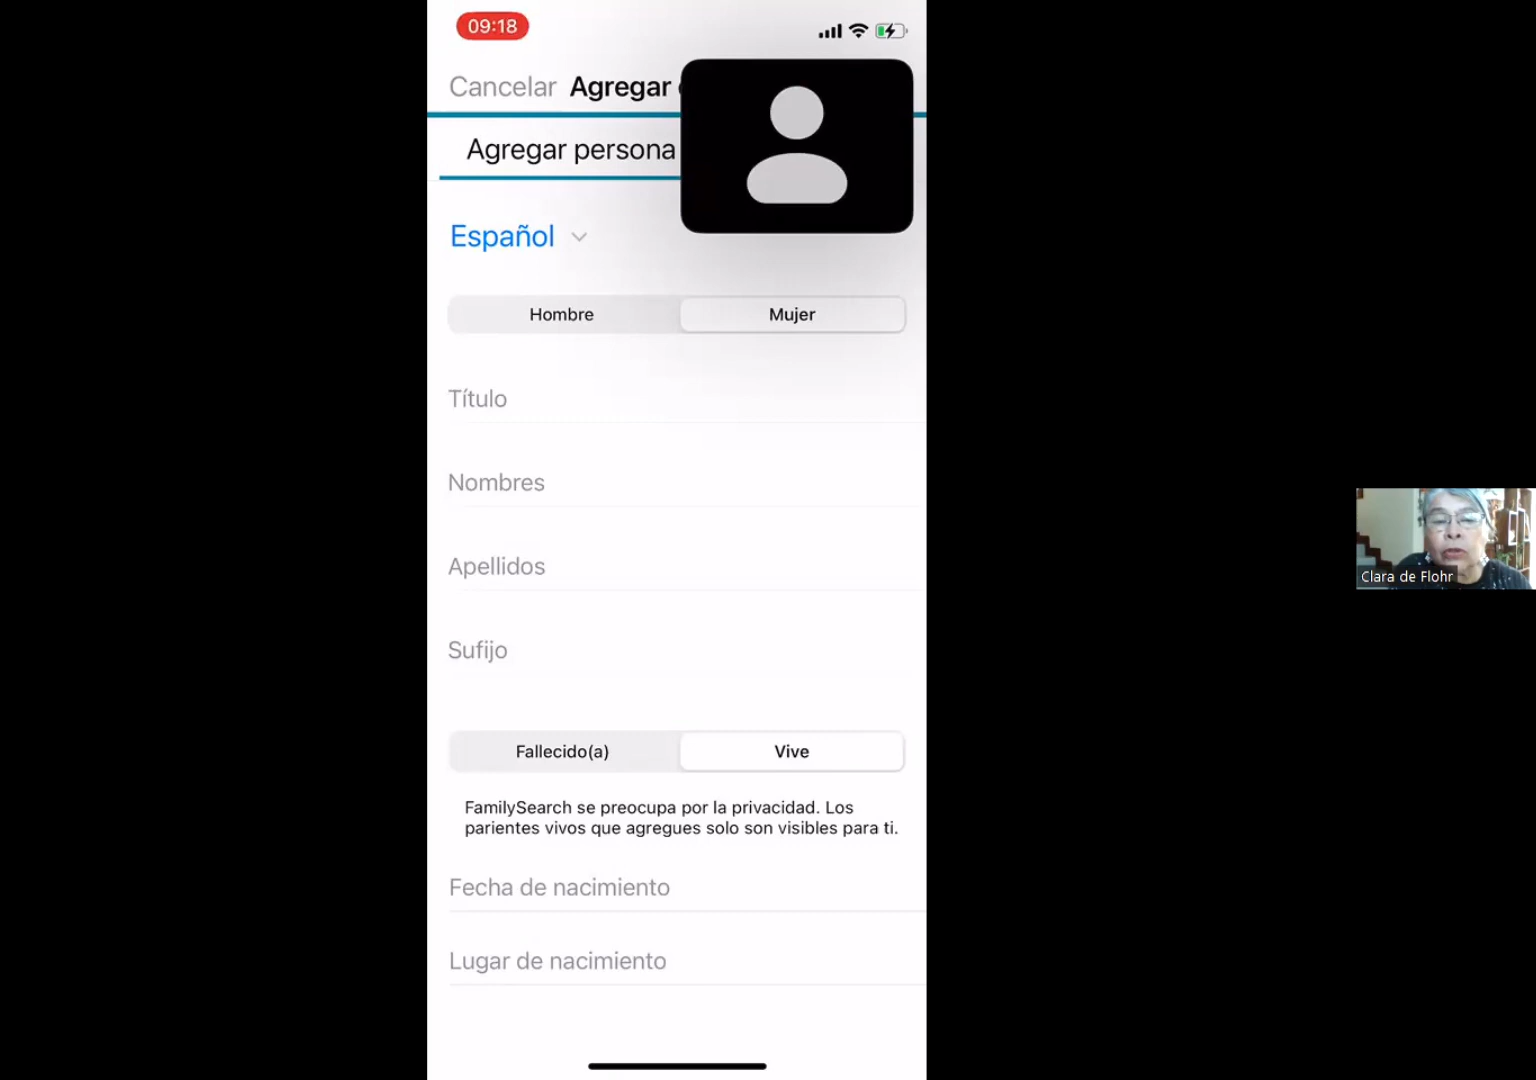 09:18
Cancelar Agregar
Agregar persona
Español
Hombre Mujer
Título
Nombres
Apellidos
Sufijo
Fallecido(a) Vive
FamilySearch se preocupa por la privacidad. Los
parientes vivos que agregues solo son visibles para ti.
Fecha de nacimiento
Lugar de nacimiento
Clara de Flohr